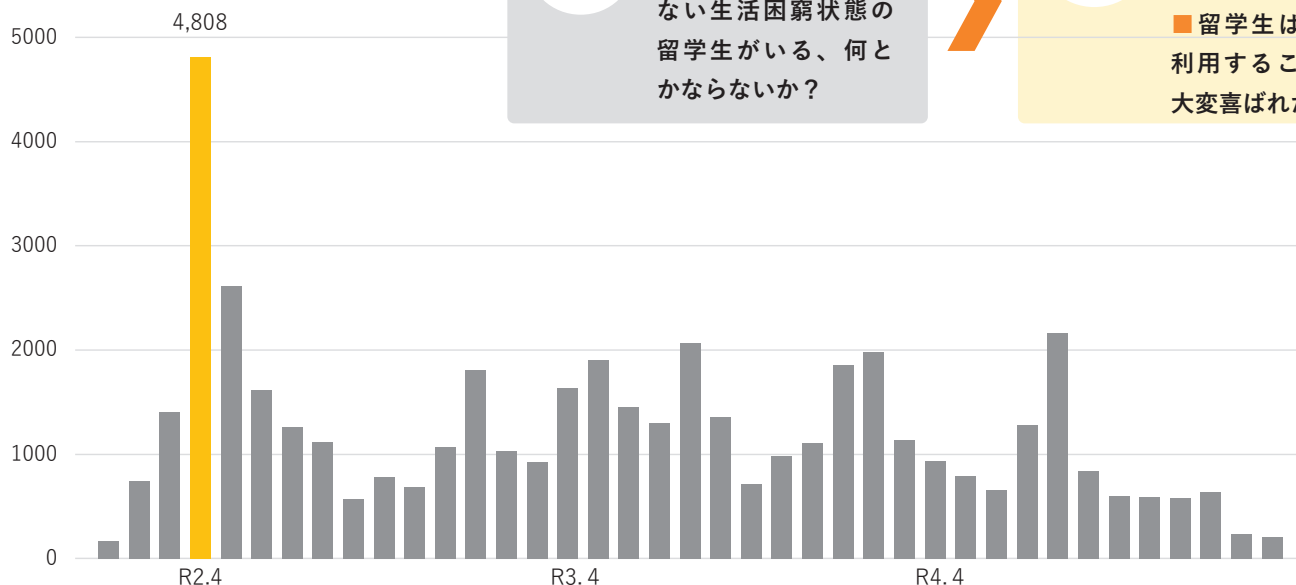 4,808
5000
4000
3000
2000
1000
0
R2.4
R3. 4
R4. 4
ない生活困窮状態の
留学生がいる、何と
かならないか？
■留学生は
利用するこ
大変喜ばれ